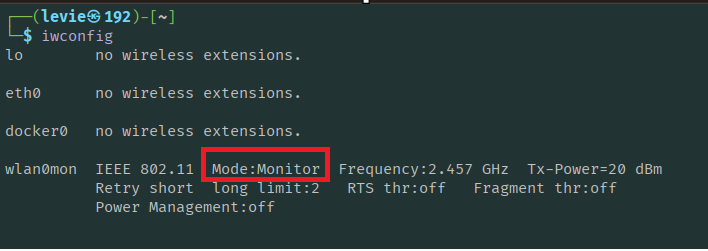 ┌──(levie㉿192)-[~]
└─$ iwconfig
lo        no wireless extensions.
eth0      no wireless extensions.
docker0   no wireless extensions.
wlan0mon  IEEE 802.11  Mode:Monitor  Frequency:2.457 GHz  Tx-Power=20 dBm
          Retry short  long limit:2   RTS thr:off   Fragment thr:off
          Power Management:off